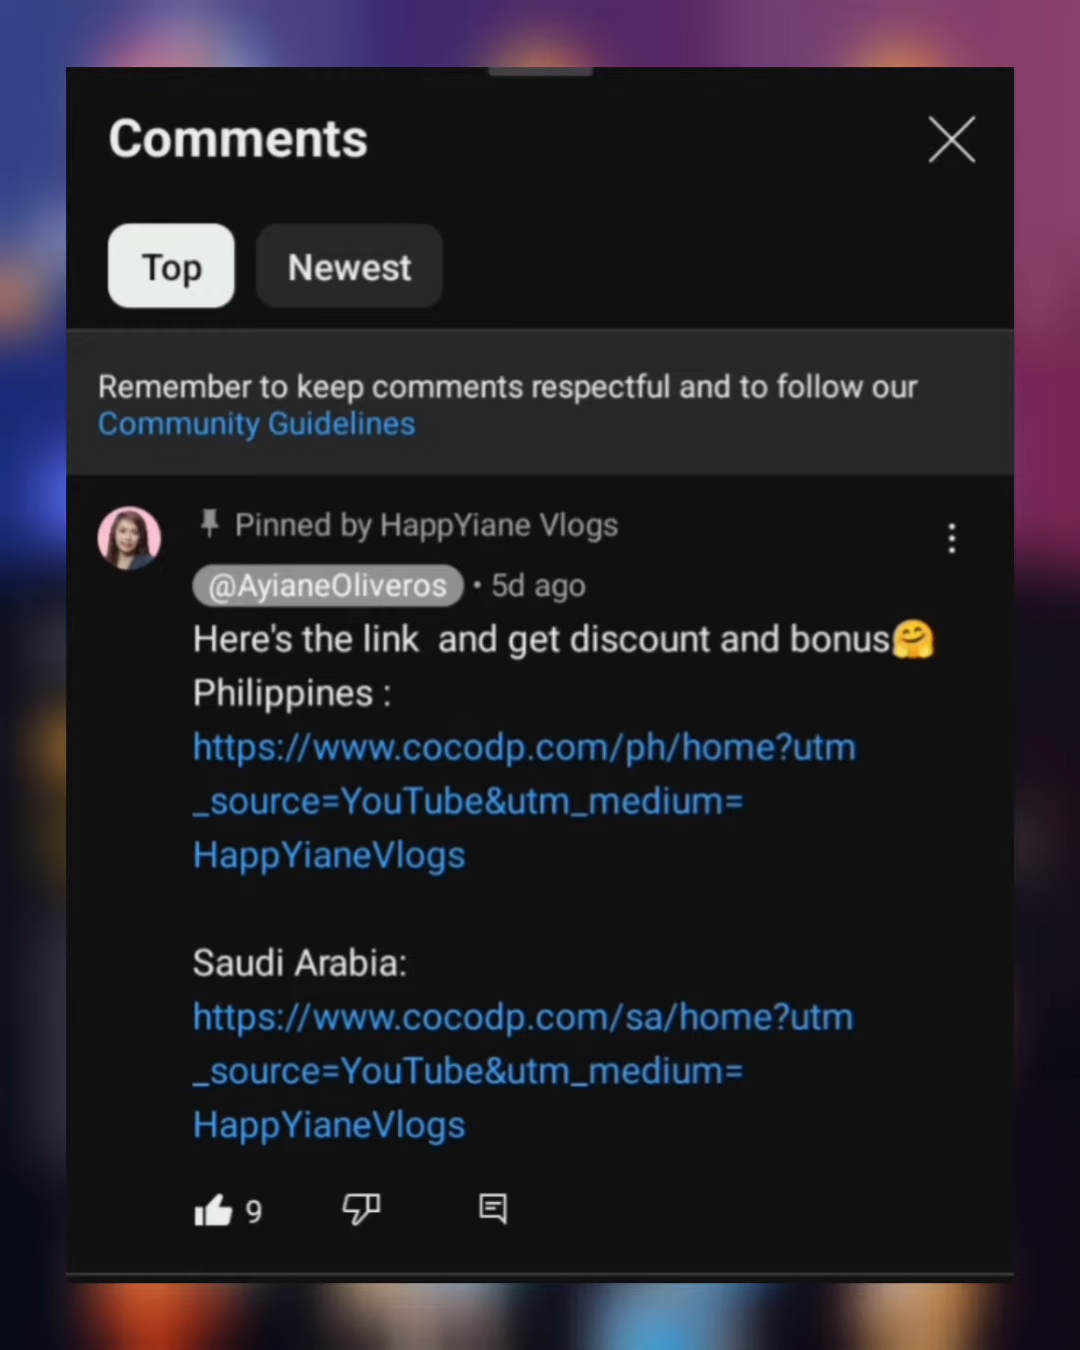 Comments
Top Newest
Remember to keep comments respectful and to follow our
Community Guidelines
Pinned by HappYiane Vlogs
@AyianeOliveros • 5d ago
Here's the link  and get discount and bonus🤗
Philippines :
https://www.cocodp.com/ph/home?utm
_source=YouTube&utm_medium=
HappYianeVlogs
Saudi Arabia:
https://www.cocodp.com/sa/home?utm
_source=YouTube&utm_medium=
HappYianeVlogs
9